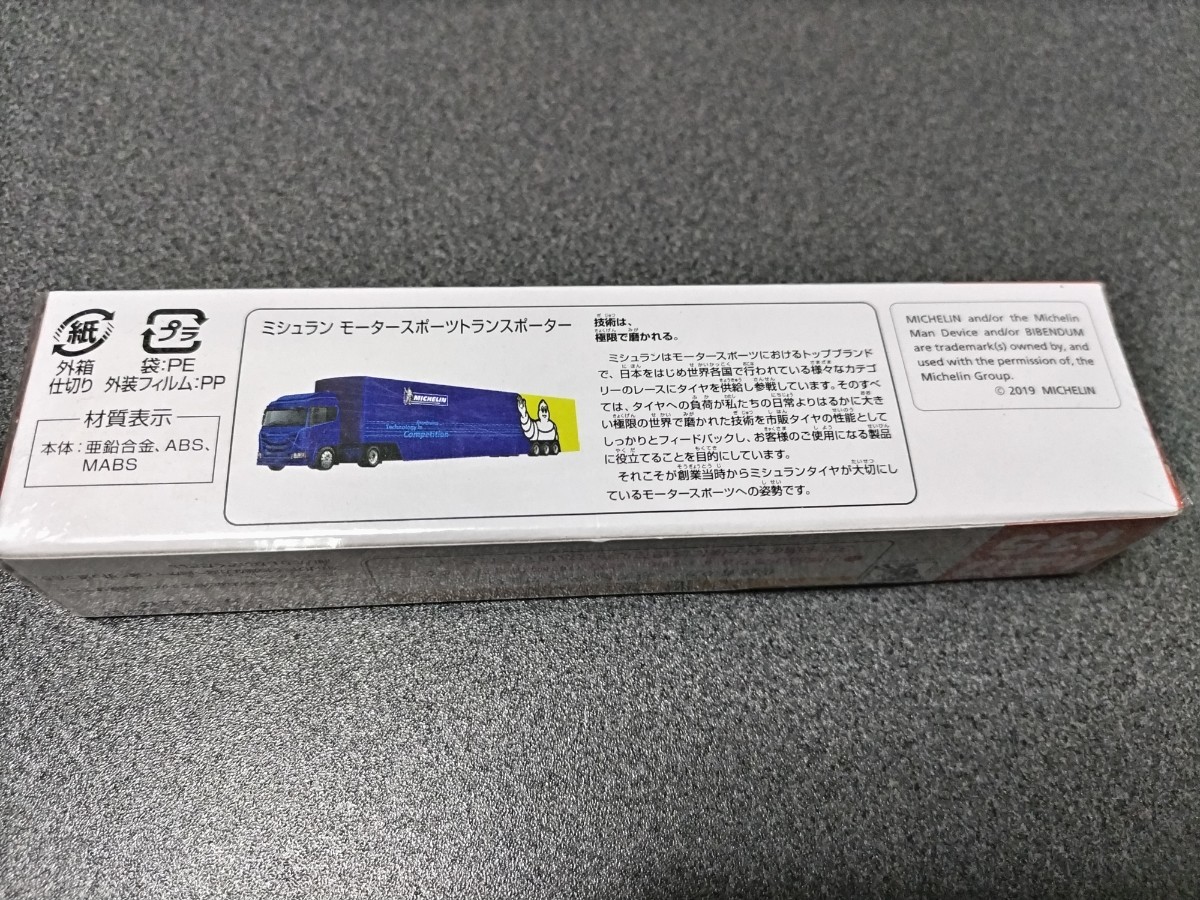 紙
プラ
外箱
仕切り
袋:PE
外装フィルム:PP
材質表示
本体:亜鉛合金、ABS、
MABS
ミシュラン モータースポーツトランスポーター
MICHELIN
Technology In
Competition
技術は、
極限で磨かれる。
ミシュランはモータースポーツにおけるトップブランド
で、日本をはじめ世界各国で行われている様々なカテゴ
リーのレースにタイヤを供給し参戦しています。そのすべ
ては、タイヤへの負荷が私たちの日常よりはるかに大き
い極限の世界で磨かれた技術を市販タイヤの性能として
しっかりとフィードバックし、お客様のご使用になる製品
に役立てることを目的にしています。
それこそが創業当時からミシュランタイヤが大切にし
ているモータースポーツへの姿勢です。
MICHELIN and/or the Michelin
Man Device and/or BIBENDUM
are trademark(s) owned by, and
used with the permission of, the
Michelin Group.
© 2019 MICHELIN